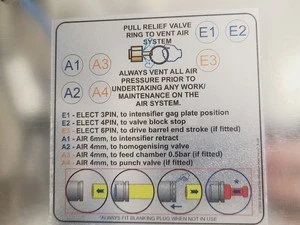 PULL RELIEF VALVE
RING TO VENT AIR
SYSTEM
E1 E2
E3
A1 A3
A2 A4
ALWAYS VENT ALL AIR
PRESSURE PRIOR TO
UNDERTAKING ANY WORK/
MAINTENANCE ON THE
AIR SYSTEM.
E1 - ELECT 3PIN, to intensifier gag plate position
E2 - ELECT 4PIN, to valve block stop
E3 - ELECT 6PIN, to drive barrel end stroke (if fitted)
A1 - AIR 6mm, to intensifier retract
A2 - AIR 4mm, to homogenising valve
A3 - AIR 4mm, to feed chamber 0.5bar (if fitted)
A4 - AIR 4mm, to punch valve (if fitted)
ALWAYS FIT BLANKING PLUG WHEN NOT IN USE